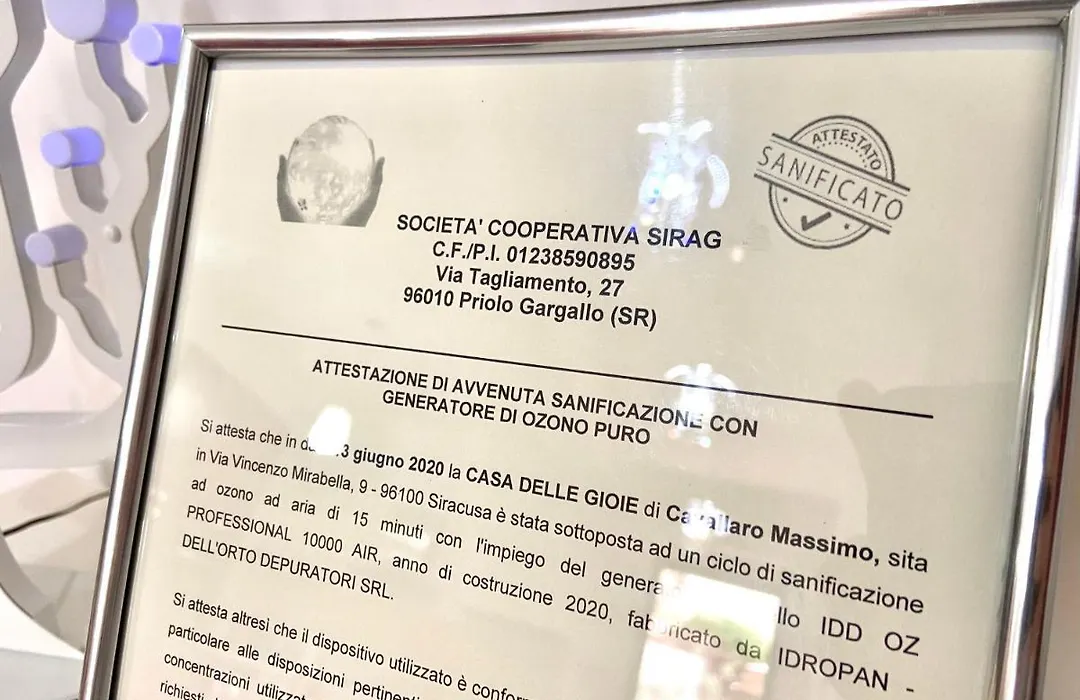 ATTESTATO
SANIFICATO
SOCIETA' COOPERATIVA SIRAG
C.F./P.I. 01238590895
Via Tagliamento, 27
96010 Priolo Gargallo (SR)
ATTESTAZIONE DI AVVENUTA SANIFICAZIONE CON
GENERATORE DI OZONO PURO
Si attesta che in 3 giugno 2020 la CASA DELLE GIOIE di Cavallaro Massimo, sita
in Via Vincenzo Mirabella, 9 - 96100 Siracusa è stata sottoposta ad un ciclo di sanificazione
ad ozono ad aria di 15 minuti con l'impiego del IDD OZ
PROFESSIONAL 10000 AIR, anno di costruzione 2020, fabbricato da IDROPAN -
DELL'ORTO DEPURATORI SRL.
Si attesta altresì che il dispositivo utilizzato è
particolare alle disposizioni
concentrazioni